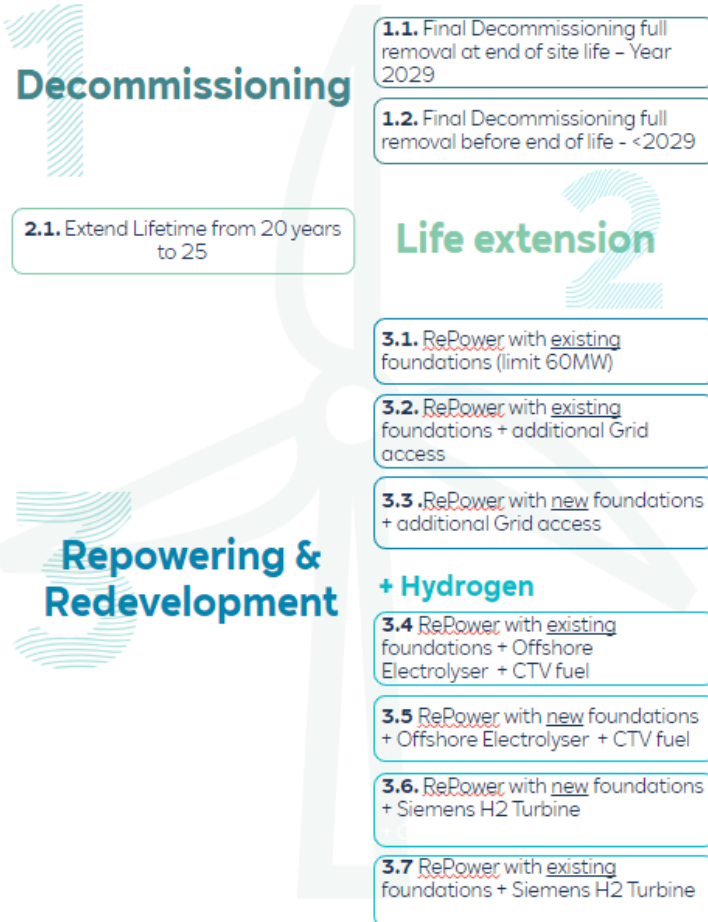 1
Decommissioning
1.1. Final Decommissioning full
removal at end of site life – Year
2029
1.2. Final Decommissioning full
removal before end of life - <2029
2.1. Extend Lifetime from 20 years
to 25
2
Life extension
3.1. RePower with existing
foundations (limit 60MW)
3.2. RePower with existing
foundations + additional Grid
access
3.3 .RePower with new foundations
+ additional Grid access
3
Repowering &
Redevelopment
+ Hydrogen
3.4 RePower with existing
foundations + Offshore
Electrolyser + CTV fuel
3.5 RePower with new foundations
+ Offshore Electrolyser + CTV fuel
3.6. RePower with new foundations
+ Siemens H2 Turbine
3.7 RePower with existing
foundations + Siemens H2 Turbine